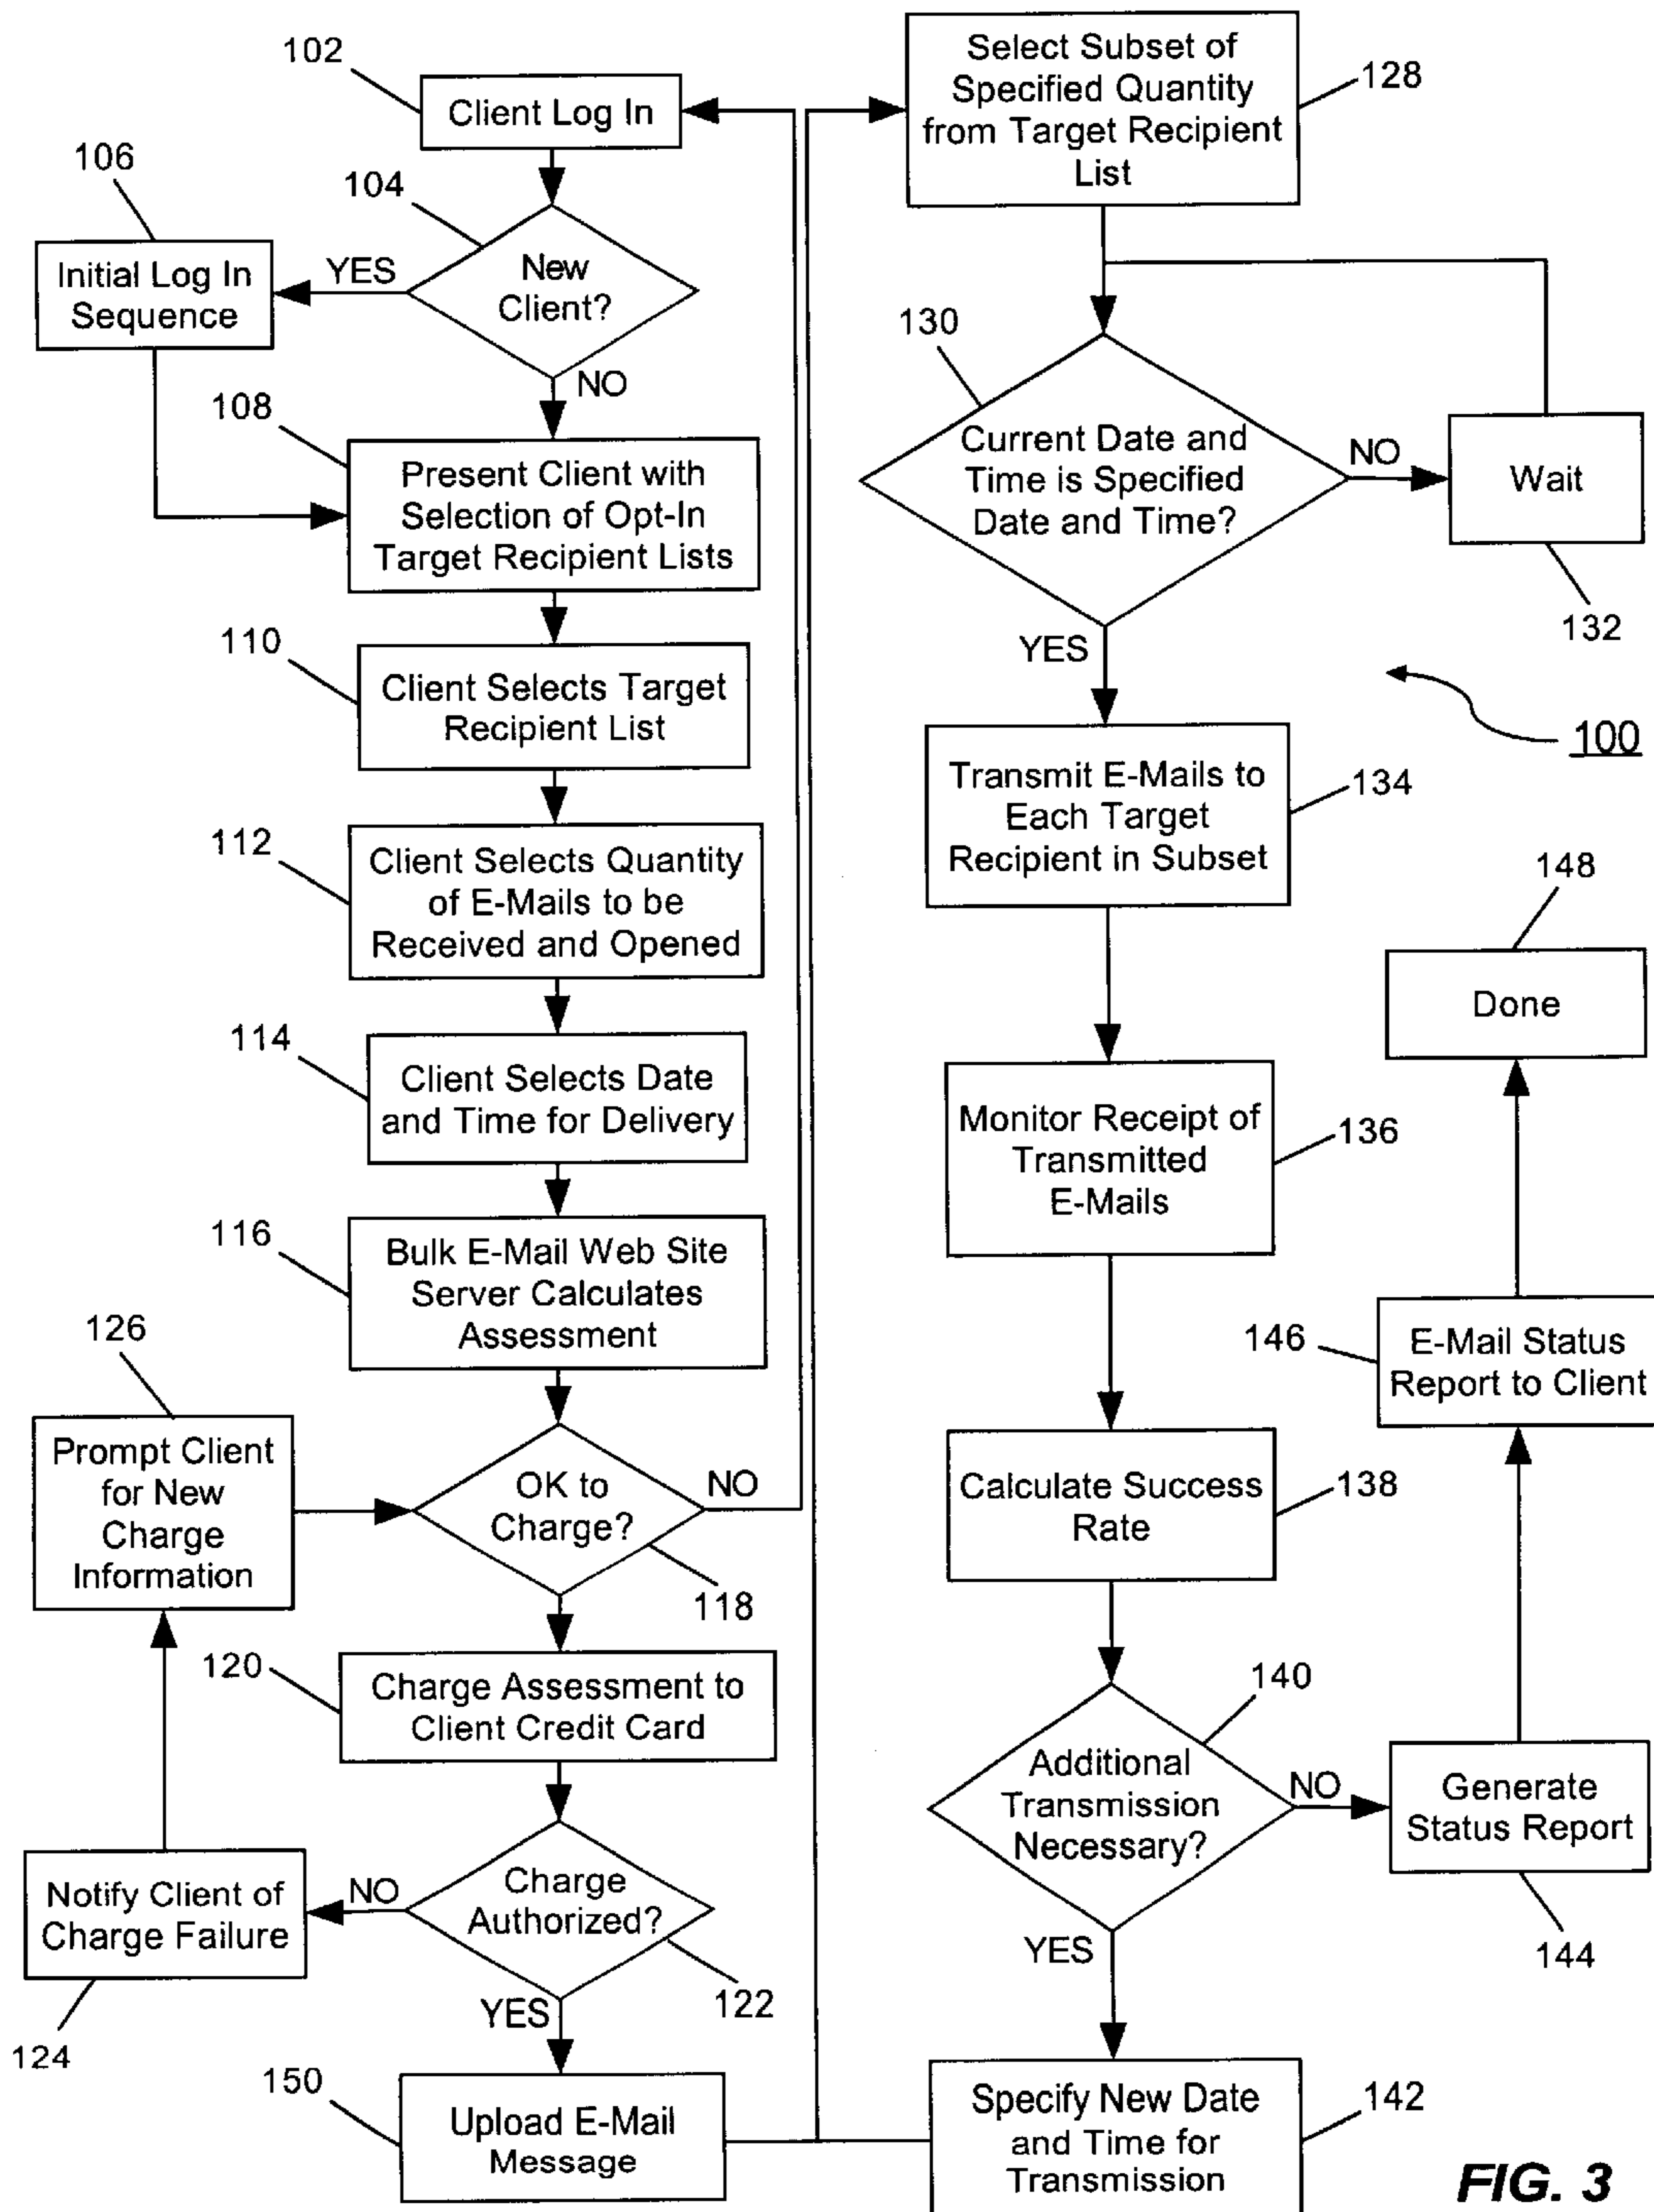 102
Client Log In
106
104
Initial Log In
Sequence
YES
New
Client?
NO
108
Present Client with
Selection of Opt-In
Target Recipient Lists
110
Client Selects Target
Recipient List
112
Client Selects Quantity
of E-Mails to be
Received and Opened
114
Client Selects Date
and Time for Delivery
116
Bulk E-Mail Web Site
Server Calculates
Assessment
126
Prompt Client
for New
Charge
Information
OK to
Charge?
NO
118
120
Charge Assessment to
Client Credit Card
Notify Client of
Charge Failure
NO
Charge
Authorized?
124
YES
122
150
Upload E-Mail
Message
Select Subset of
Specified Quantity
from Target Recipient
List
128
130
Current Date and
Time is Specified
Date and Time?
NO
Wait
132
YES
100
Transmit E-Mails to
Each Target
Recipient in Subset
134
148
Done
Monitor Receipt of
Transmitted
E-Mails
136
146
E-Mail Status
Report to Client
Calculate Success
Rate
138
140
Additional
Transmission
Necessary?
NO
Generate
Status Report
144
YES
Specify New Date
and Time for
Transmission
142
FIG. 3